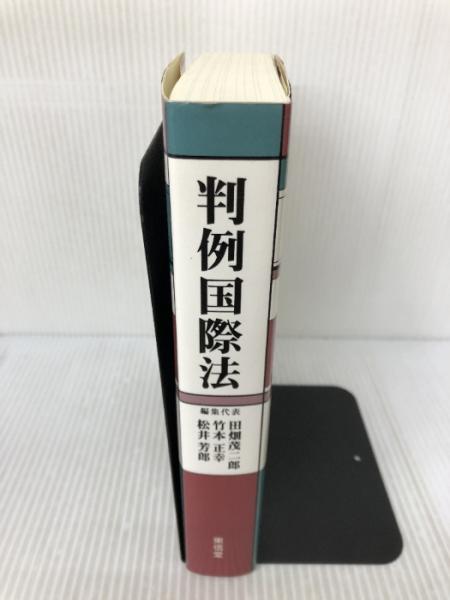 判例国際法
編集代表
田畑茂二郎
竹本正幸
松井芳郎
東信堂